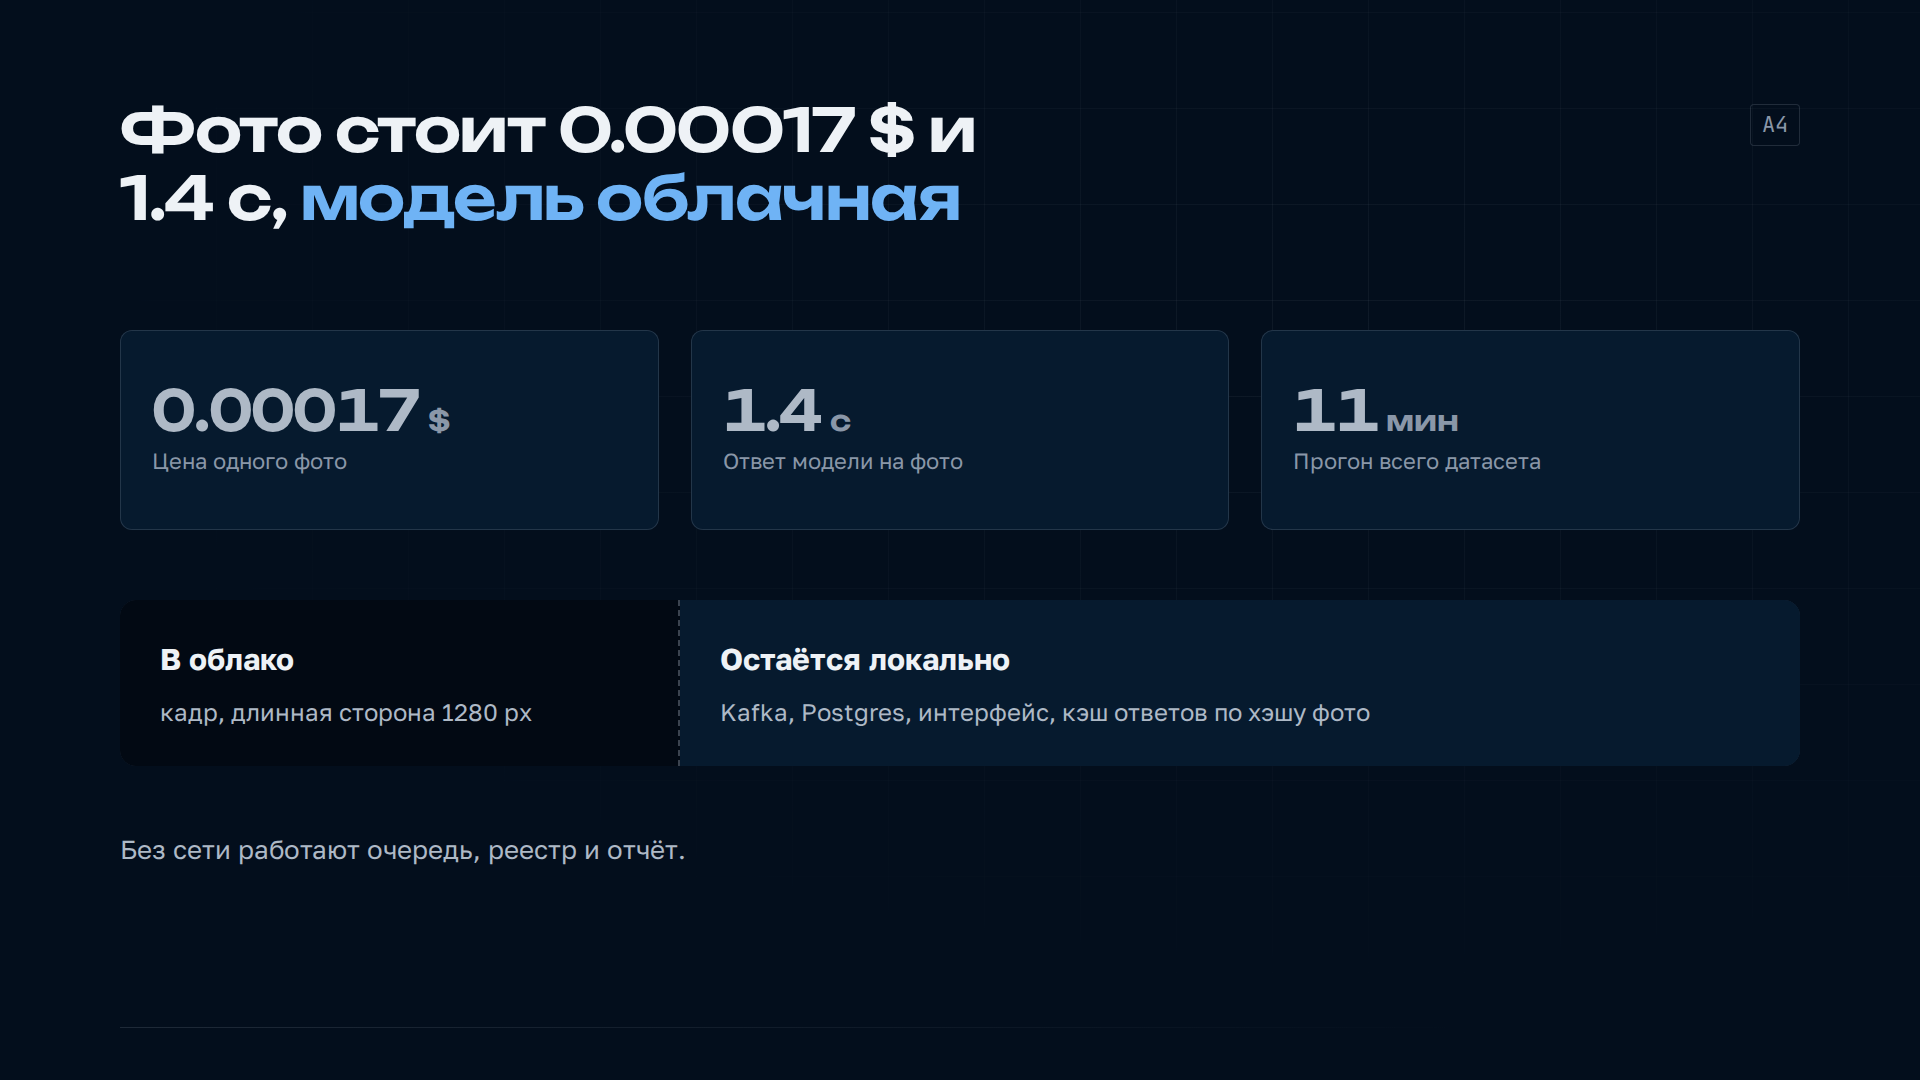 Фото стоит 0.00017 $ и
1.4 с, модель облачная
A4
0.00017 $
Цена одного фото
1.4 с
Ответ модели на фото
11 мин
Прогон всего датасета
В облако
кадр, длинная сторона 1280 px
Остаётся локально
Kafka, Postgres, интерфейс, кэш ответов по хэшу фото
Без сети работают очередь, реестр и отчёт.